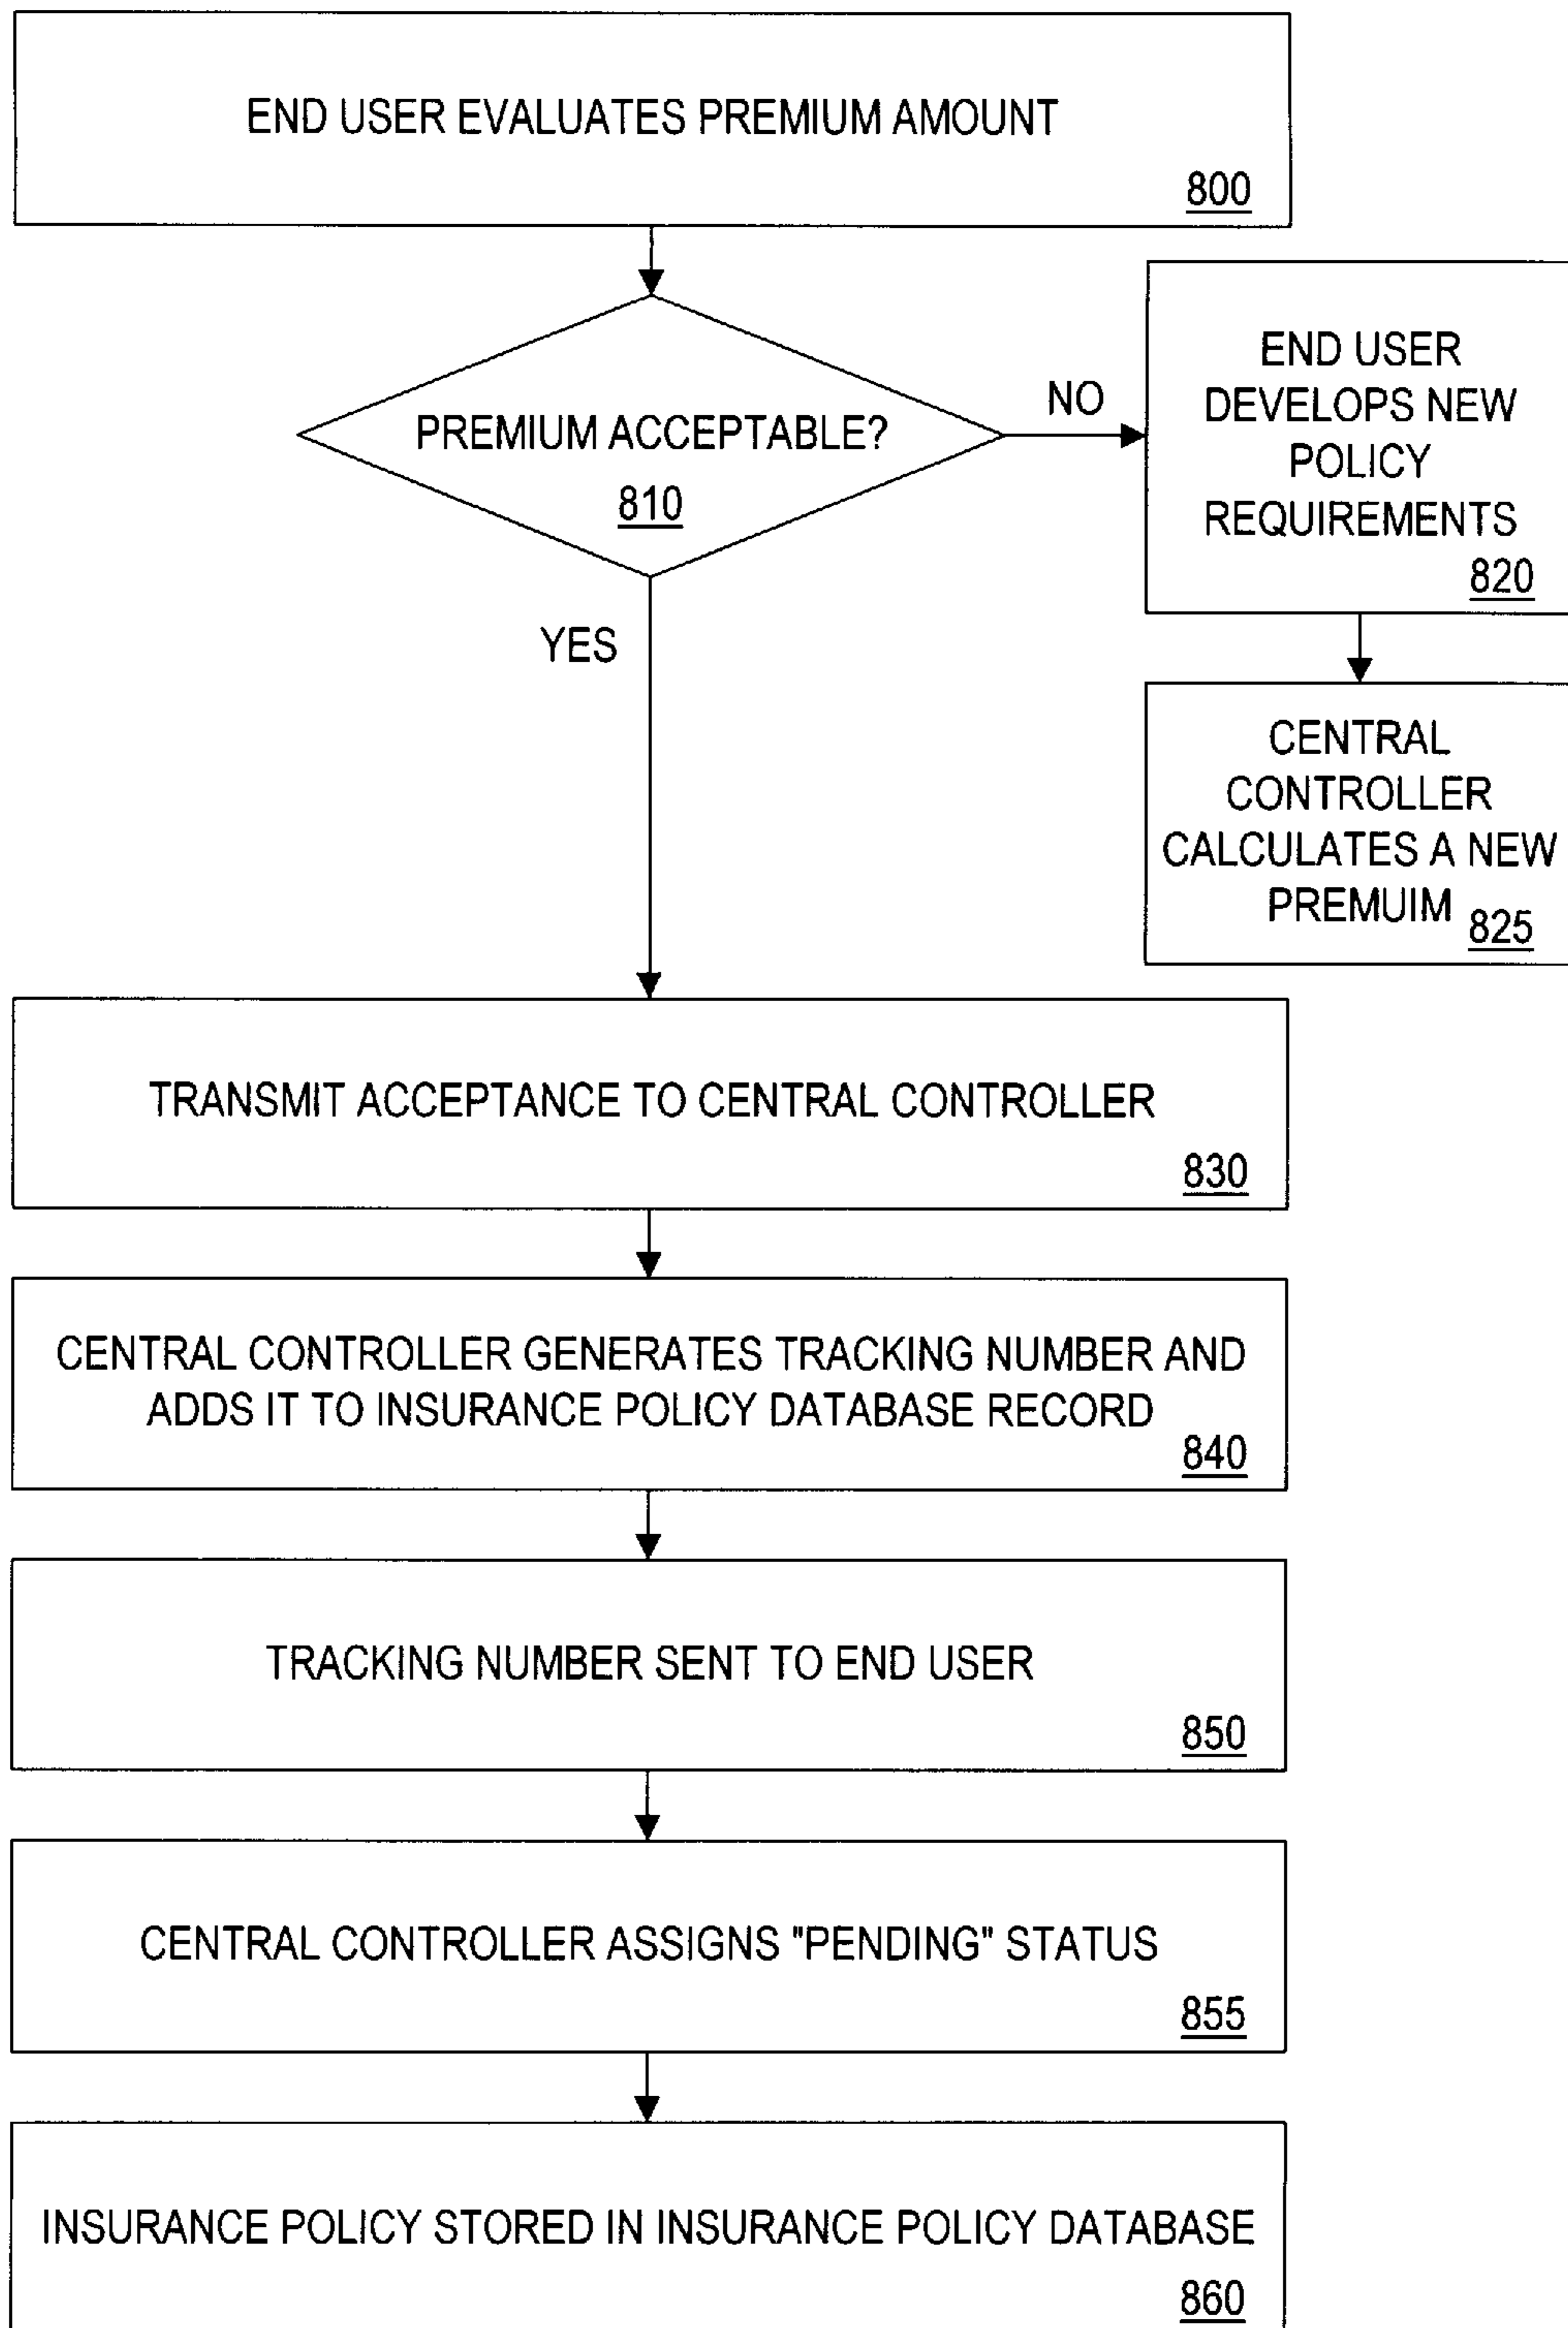 END USER EVALUATES PREMIUM AMOUNT
800
PREMIUM ACCEPTABLE?
810
NO
END USER
DEVELOPS NEW
POLICY
REQUIREMENTS
820
YES
CENTRAL
CONTROLLER
CALCULATES A NEW
PREMUIM
825
TRANSMIT ACCEPTANCE TO CENTRAL CONTROLLER
830
CENTRAL CONTROLLER GENERATES TRACKING NUMBER AND
ADDS IT TO INSURANCE POLICY DATABASE RECORD
840
TRACKING NUMBER SENT TO END USER
850
CENTRAL CONTROLLER ASSIGNS "PENDING" STATUS
855
INSURANCE POLICY STORED IN INSURANCE POLICY DATABASE
860